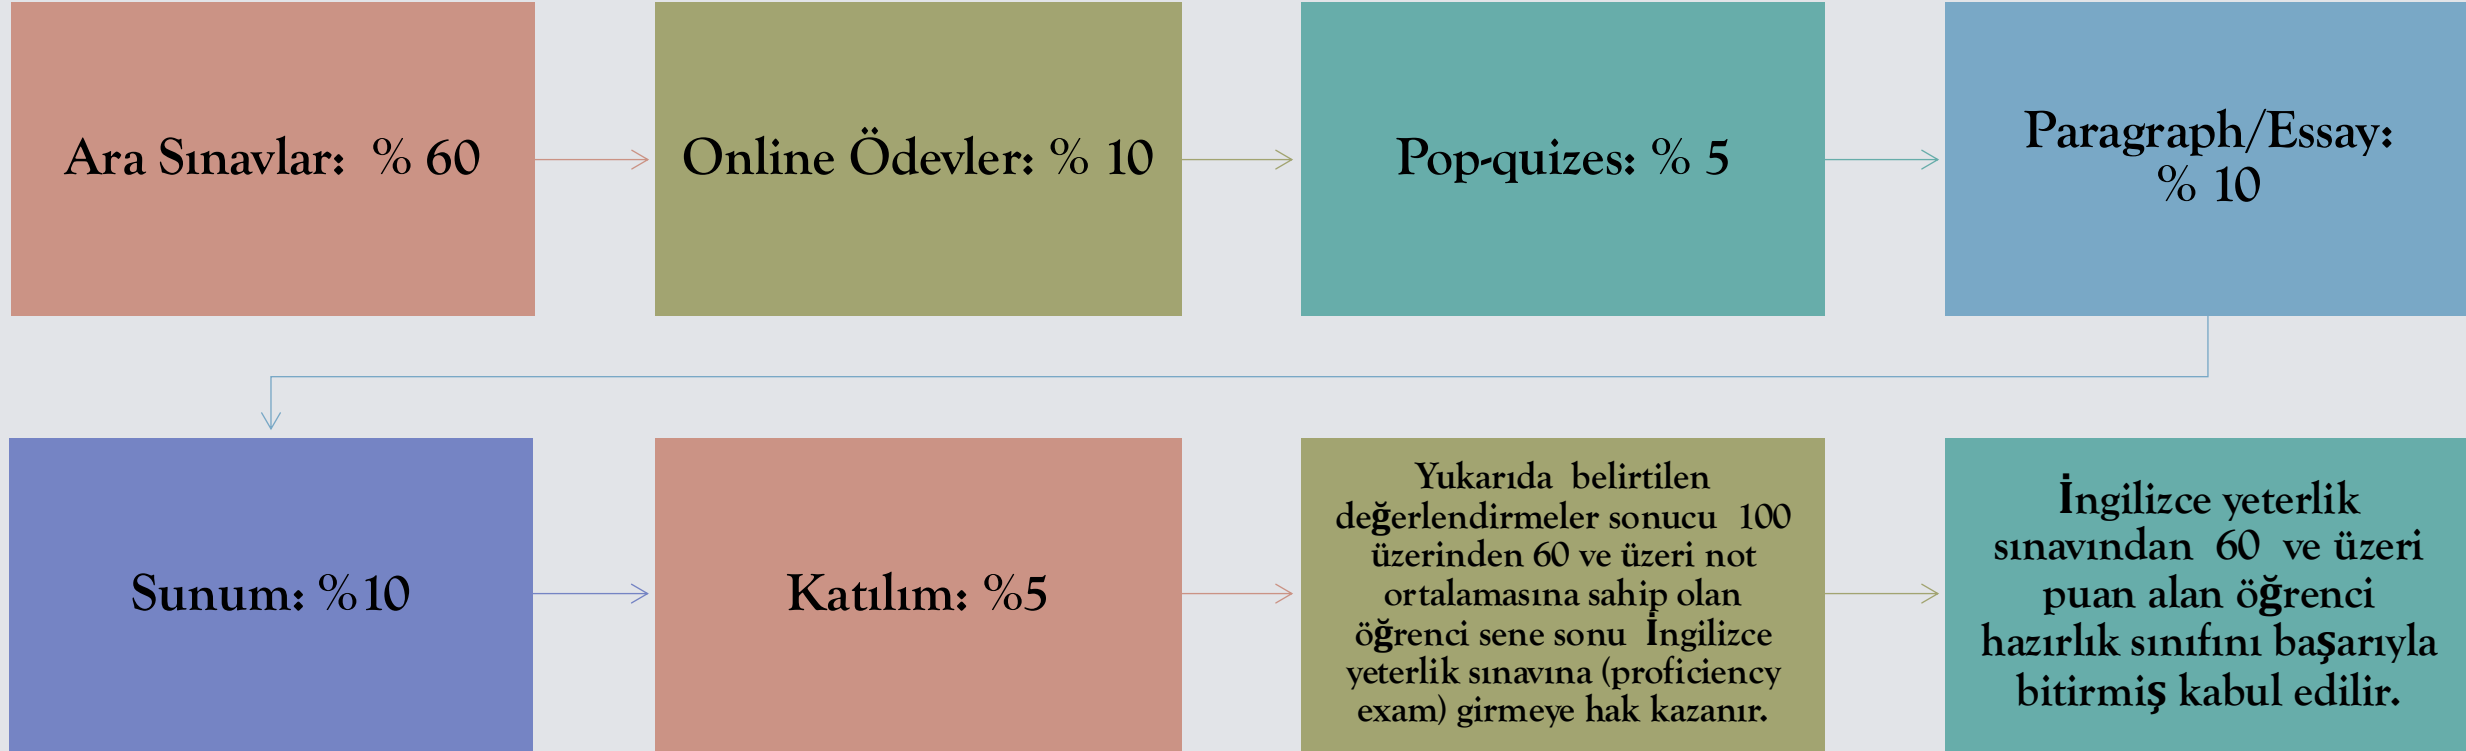 Ara Sınavlar: % 60
Online Ödevler: % 10
Pop-quizes: % 5
Paragraph/Essay:
% 10
Sunum: %10
Katılım: %5
Yukarıda belirtilen
değerlendirmeler sonucu 100
üzerinden 60 ve üzeri not
ortalamasına sahip olan
öğrenci sene sonu İngilizce
yeterlik sınavına (proficiency
exam) girmeye hak kazanır.
İngilizce yeterlik
sınavından 60 ve üzeri
puan alan öğrenci
hazırlık sınıfını başarıyla
bitirmiş kabul edilir.